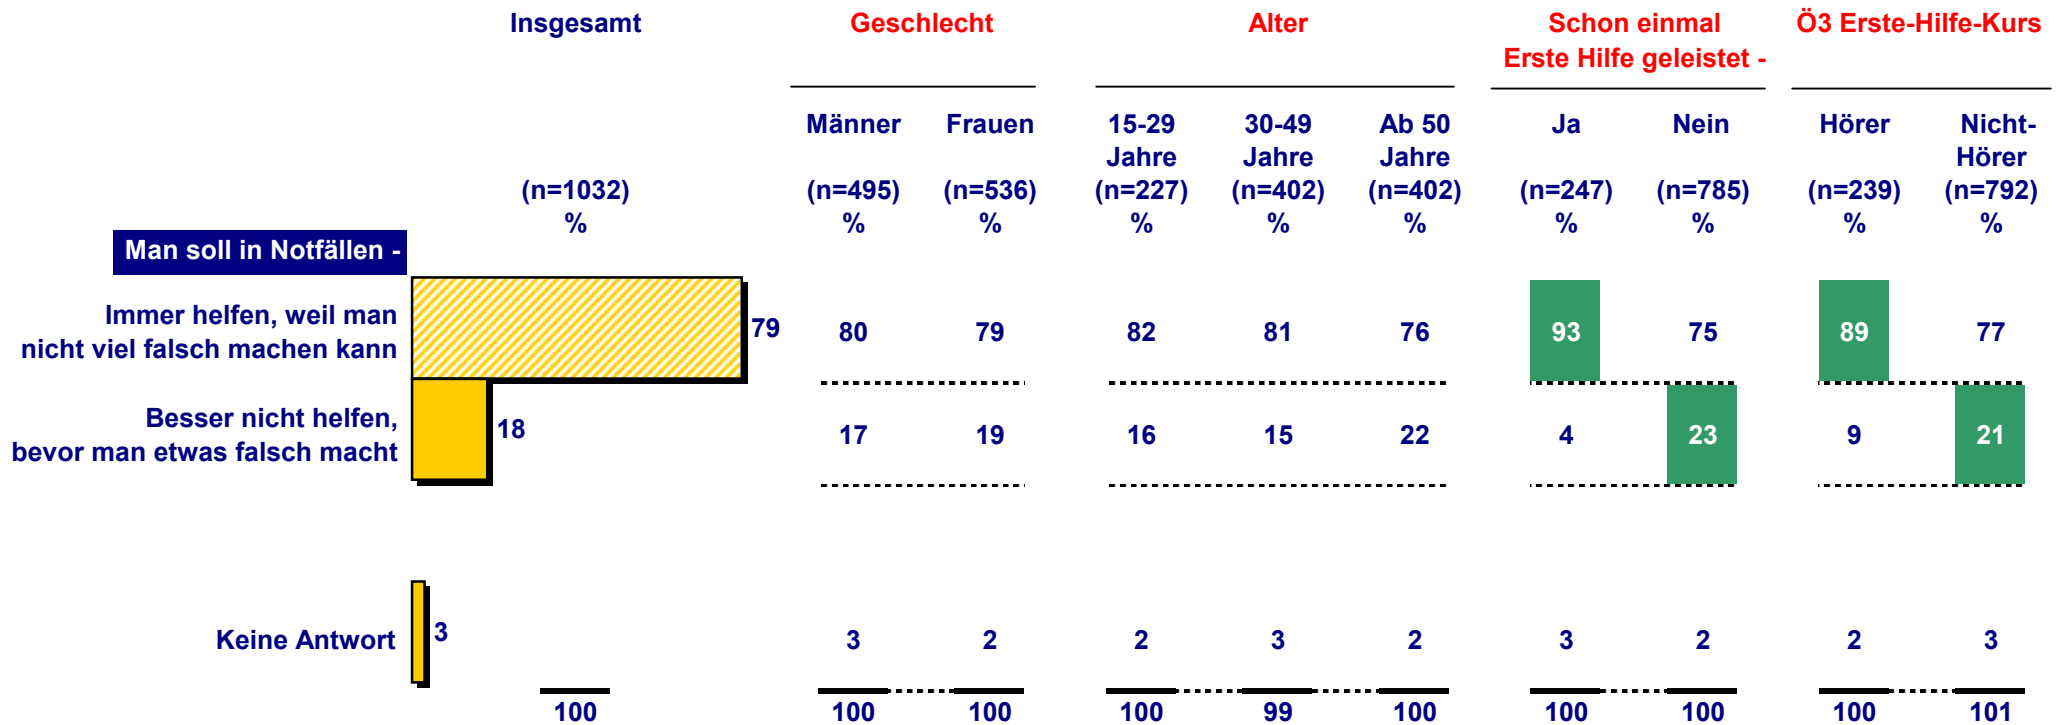 Insgesamt Geschlecht Alter Schon einmal Ö3 Erste-Hilfe-Kurs
Erste Hilfe geleistet -
Männer Frauen 15-29 30-49 Ab 50 Ja Nein Hörer Nicht-
Jahre Jahre Jahre Hörer
(n=1032) (n=495) (n=536) (n=227) (n=402) (n=402) (n=247) (n=785) (n=239) (n=792)
% % % % % % % % % %
Man soll in Notfällen -
Immer helfen, weil man
nicht viel falsch machen kann 79 80 79 82 81 76 93 75 89 77
Besser nicht helfen,
bevor man etwas falsch macht 18 17 19 16 15 22 4 23 9 21
Keine Antwort 3 3 2 2 3 2 3 2 2 3
100 100 100 100 99 100 100 100 100 101